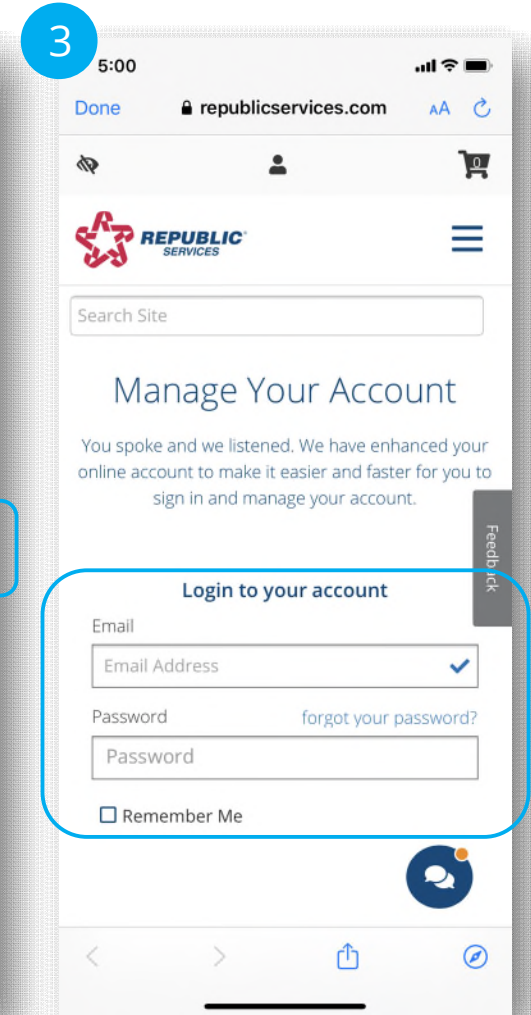 3
5:00
Done republicservices.com AA
0
REPUBLIC
SERVICES
Search Site
Manage Your Account
You spoke and we listened. We have enhanced your
online account to make it easier and faster for you to
sign in and manage your account.
Feedback
Login to your account
Email
Email Address
Password forgot your password?
Password
Remember Me